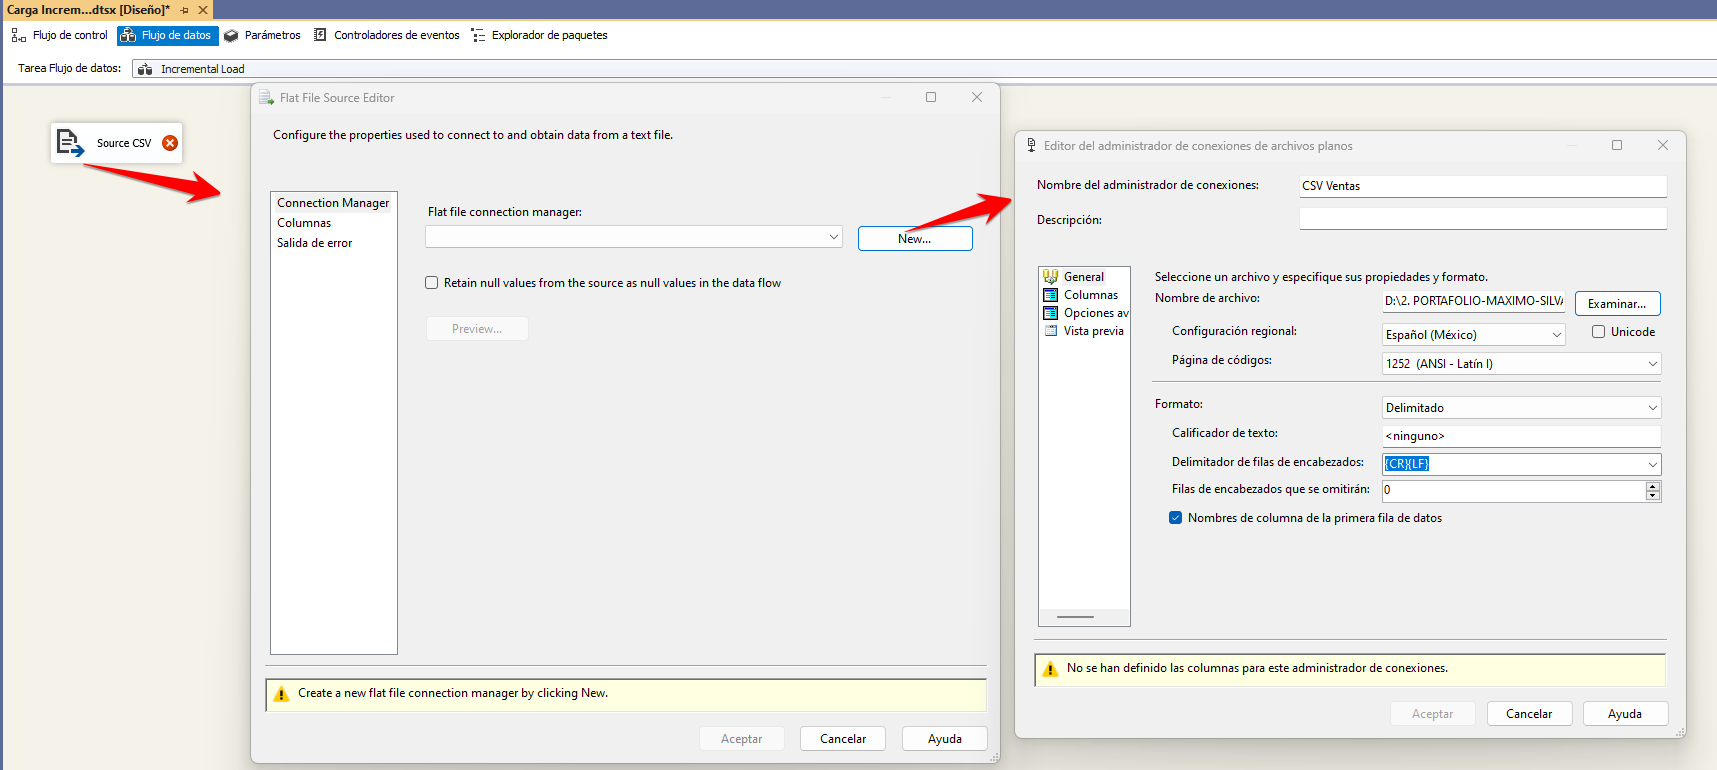 Carga Increm...dtsx [Diseño]*
Flujo de control
Flujo de datos
Parámetros
Controladores de eventos
Explorador de paquetes
Tarea Flujo de datos:
Incremental Load
Source CSV
Flat File Source Editor
Configure the properties used to connect to and obtain data from a text file.
Connection Manager
Columnas
Salida de error
Flat file connection manager:
New...
Retain null values from the source as null values in the data flow
Preview...
Create a new flat file connection manager by clicking New.
Aceptar
Cancelar
Ayuda
Editor del administrador de conexiones de archivos planos
Nombre del administrador de conexiones:
CSV Ventas
Descripción:
General
Columnas
Opciones av
Vista previa
Seleccione un archivo y especifique sus propiedades y formato.
Nombre de archivo:
D:\2. PORTAFOLIO-MAXIMO-SILVA
Examinar...
Configuración regional:
Español (México)
Unicode
Página de códigos:
1252 (ANSI - Latín I)
Formato:
Delimitado
Calificador de texto:
<ninguno>
Delimitador de filas de encabezados:
{CR}{LF}
Filas de encabezados que se omitirán:
0
Nombres de columna de la primera fila de datos
No se han definido las columnas para este administrador de conexiones.
Aceptar
Cancelar
Ayuda